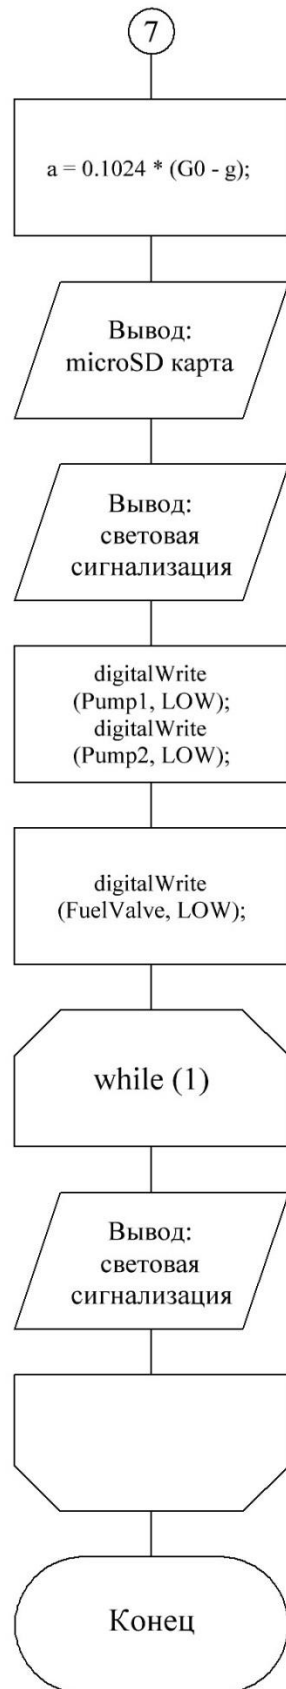 7
a = 0.1024 * (G0 - g);
Вывод:
microSD карта
Вывод:
световая
сигнализация
digitalWrite
(Pump1, LOW);
digitalWrite
(Pump2, LOW);
digitalWrite
(FuelValve, LOW);
while (1)
Вывод:
световая
сигнализация
Конец